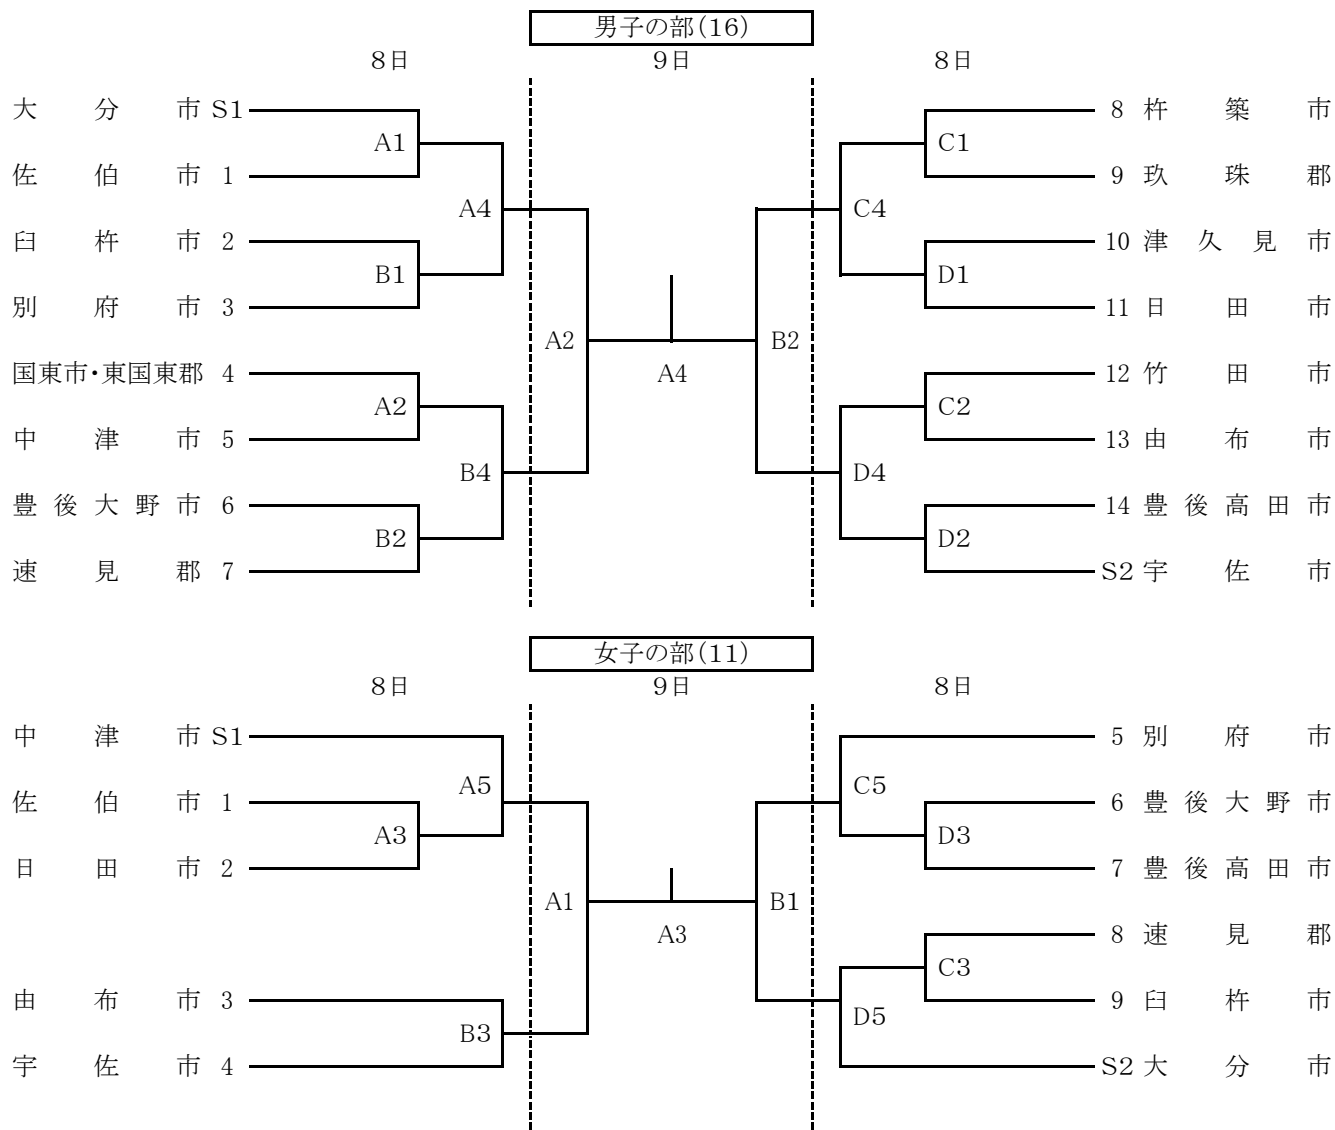 男子の部(16)
8日 9日 8日
大分市 S1 8 杵築市
A1 C1
佐伯市 1 9 玖珠郡
A4 C4
臼杵市 2 10 津久見市
B1 D1
別府市 3 11 日田市
A2 B2
国東市・東国東郡 4 A4 12 竹田市
A2 C2
中津市 5 13 由布市
B4 D4
豊後大野市 6 14 豊後高田市
B2 D2
速見郡 7 S2 宇佐市
女子の部(11)
8日 9日 8日
中津市 S1 5 別府市
A5 C5
佐伯市 1 6 豊後大野市
A3 D3
日田市 2 7 豊後高田市
A1 B1
A3 8 速見郡
C3
由布市 3 9 臼杵市
B3 D5
宇佐市 4 S2 大分市